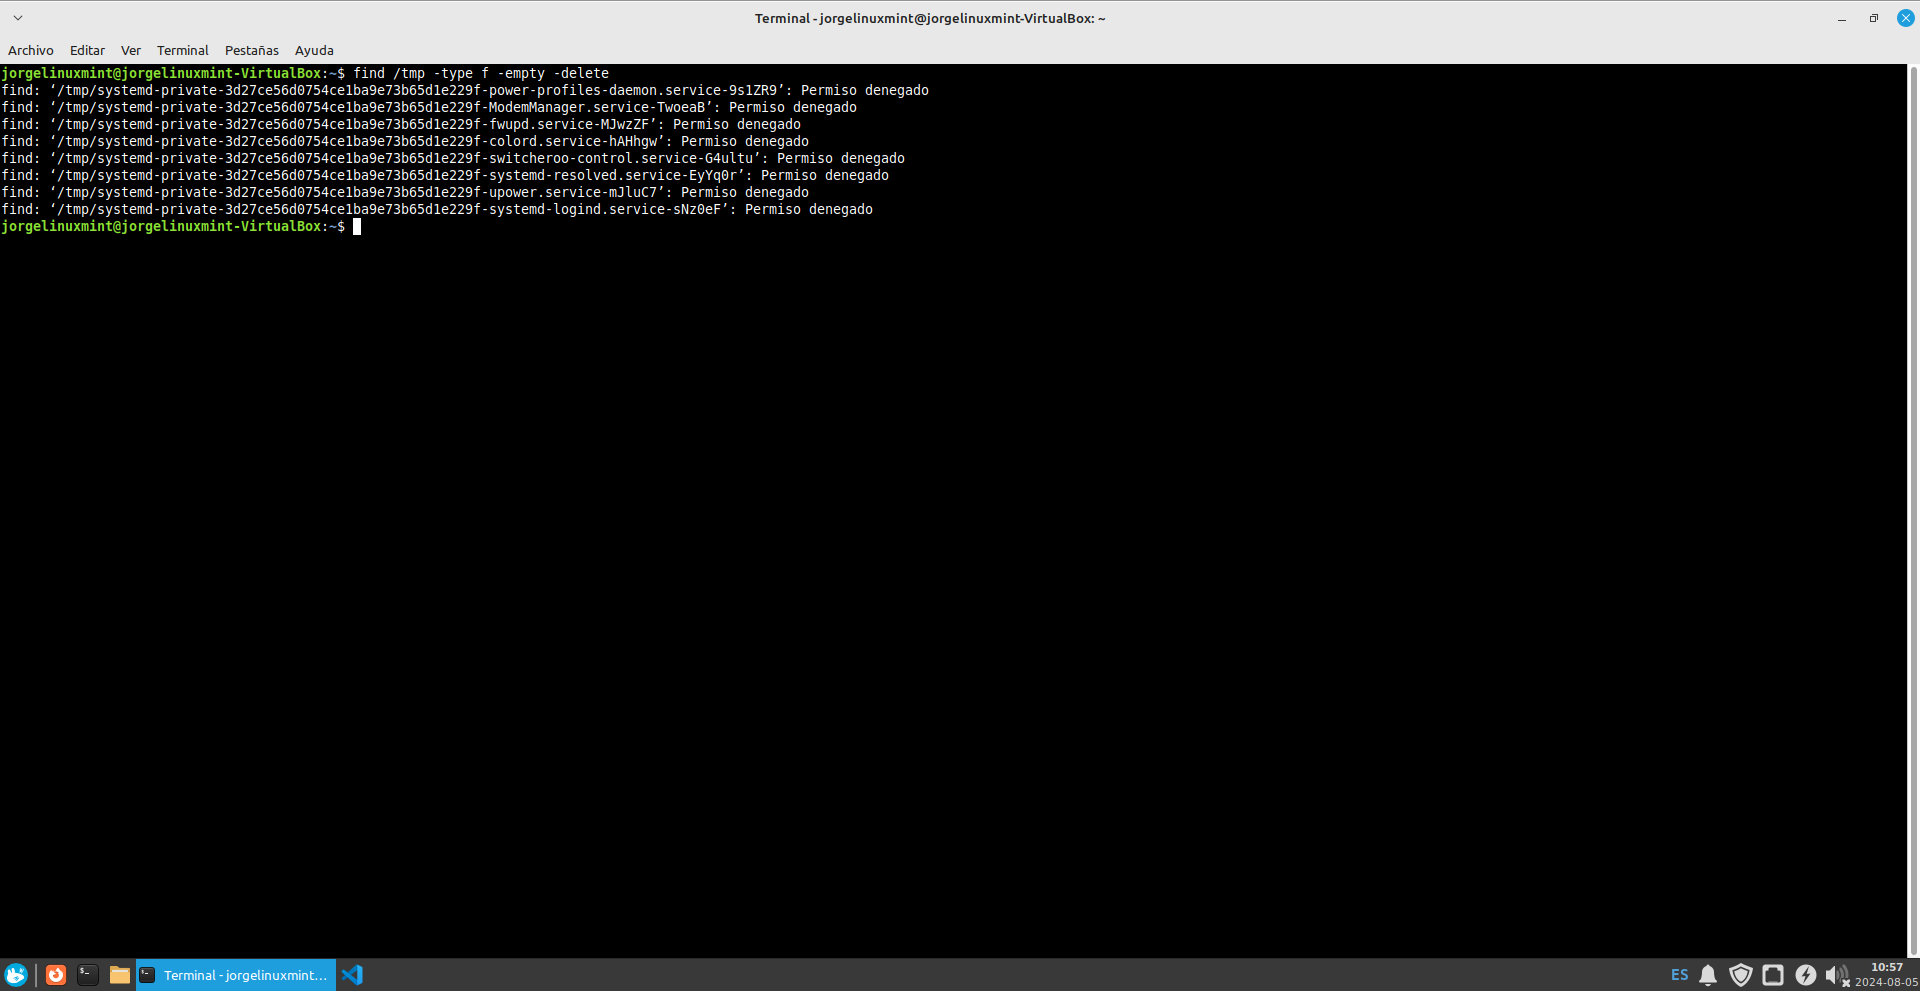 Terminal - jorgelinuxmint@jorgelinuxmint-VirtualBox: ~
Archivo Editar Ver Terminal Pestañas Ayuda
jorgelinuxmint@jorgelinuxmint-VirtualBox:~$ find /tmp -type f -empty -delete
find: ‘/tmp/systemd-private-3d27ce56d0754ce1ba9e73b65d1e229f-power-profiles-daemon.service-9s1ZR9’: Permiso denegado
find: ‘/tmp/systemd-private-3d27ce56d0754ce1ba9e73b65d1e229f-ModemManager.service-TwoeaB’: Permiso denegado
find: ‘/tmp/systemd-private-3d27ce56d0754ce1ba9e73b65d1e229f-fwupd.service-MJwzZF’: Permiso denegado
find: ‘/tmp/systemd-private-3d27ce56d0754ce1ba9e73b65d1e229f-colord.service-hAHhgw’: Permiso denegado
find: ‘/tmp/systemd-private-3d27ce56d0754ce1ba9e73b65d1e229f-switcheroo-control.service-G4ultu’: Permiso denegado
find: ‘/tmp/systemd-private-3d27ce56d0754ce1ba9e73b65d1e229f-systemd-resolved.service-EyYq0r’: Permiso denegado
find: ‘/tmp/systemd-private-3d27ce56d0754ce1ba9e73b65d1e229f-upower.service-mJluC7’: Permiso denegado
find: ‘/tmp/systemd-private-3d27ce56d0754ce1ba9e73b65d1e229f-systemd-logind.service-sNz0eF’: Permiso denegado
jorgelinuxmint@jorgelinuxmint-VirtualBox:~$
Terminal - jorgelinuxmint...
ES
10:57
2024-08-05